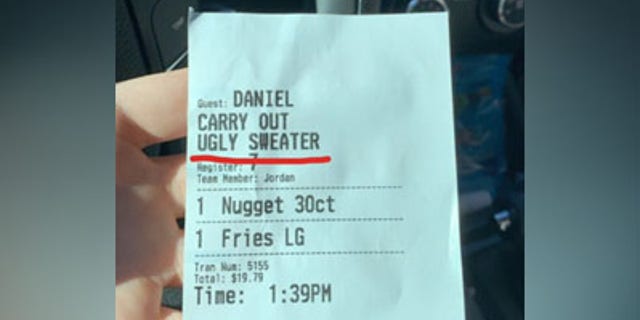 Guest: DANIEL
CARRY OUT
UGLY SWEATER
Register: 7
Team Member: Jordan
1 Nugget 30ct
1 Fries LG
Tran Num: 5155
Total: $19.79
Time: 1:39PM